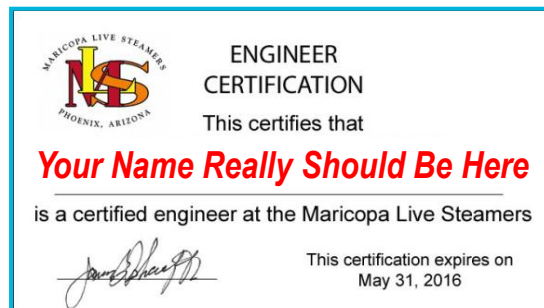 MARICOPA LIVE STEAMERS
MLS
PHOENIX, ARIZONA
ENGINEER
CERTIFICATION
This certifies that
Your Name Really Should Be Here
is a certified engineer at the Maricopa Live Steamers
This certification expires on
May 31, 2016